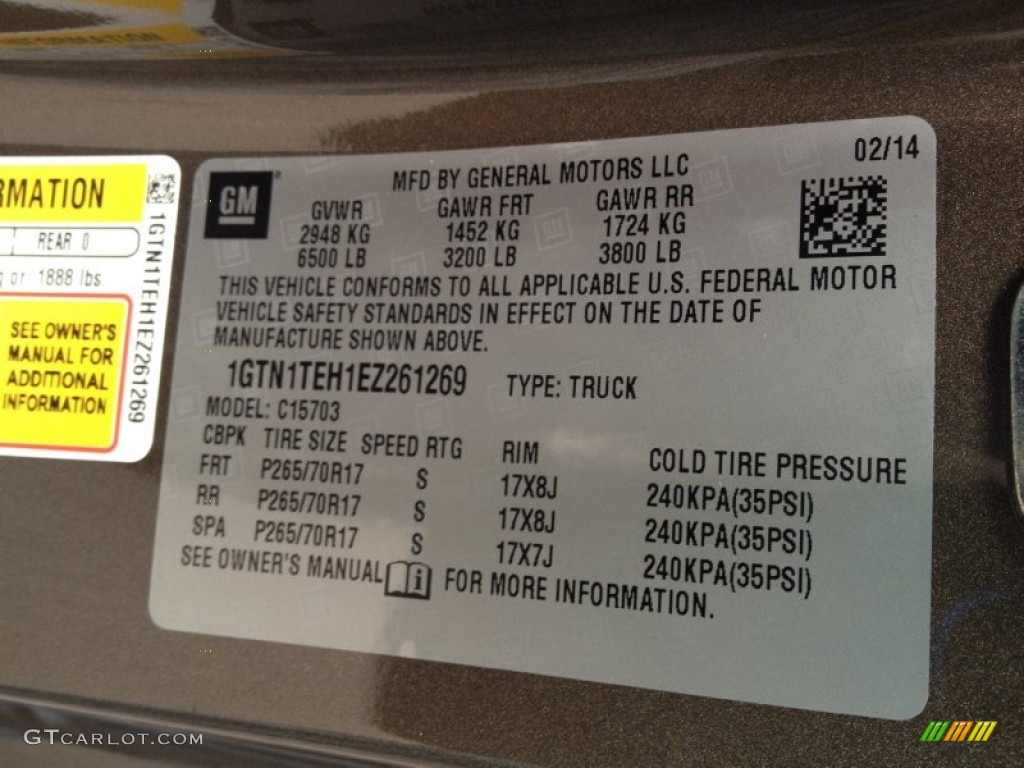 02/14
GM
MFD BY GENERAL MOTORS LLC
GVWR GAWR FRT GAWR RR
2948 KG 1452 KG 1724 KG
6500 LB 3200 LB 3800 LB
THIS VEHICLE CONFORMS TO ALL APPLICABLE U.S. FEDERAL MOTOR
VEHICLE SAFETY STANDARDS IN EFFECT ON THE DATE OF
MANUFACTURE SHOWN ABOVE.
1GTN1TEH1EZ261269 TYPE: TRUCK
MODEL: C15703
CBPK TIRE SIZE SPEED RTG RIM COLD TIRE PRESSURE
FRT P265/70R17 S 17X8J 240KPA(35PSI)
RR P265/70R17 S 17X8J 240KPA(35PSI)
SPA P265/70R17 S 17X7J 240KPA(35PSI)
SEE OWNER'S MANUAL FOR MORE INFORMATION.
RMATION
REAR 0
or 1888 lbs.
SEE OWNER'S
MANUAL FOR
ADDITIONAL
INFORMATION
1GTN1TEH1EZ261269
GTCARLOT.COM